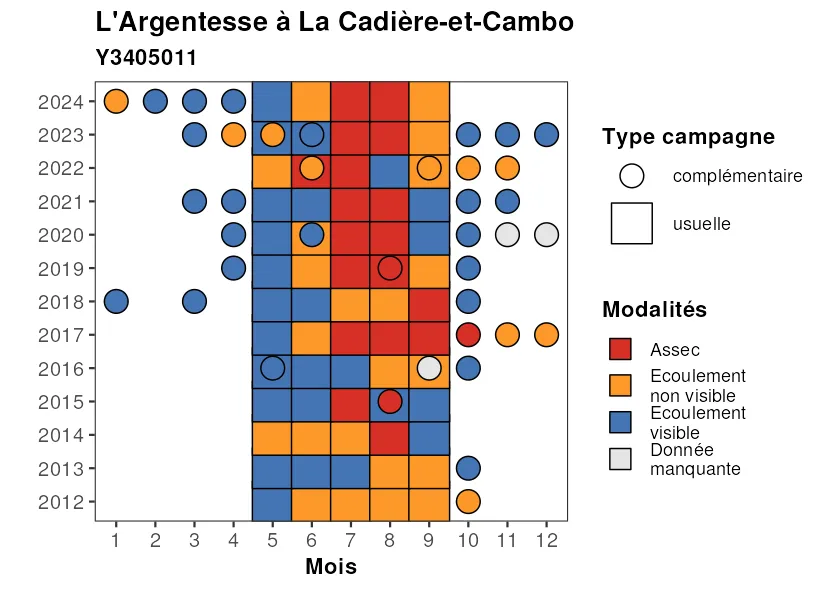 L'Argentesse à La Cadière-et-Cambo
Y3405011
2024
2023
2022
2021
2020
2019
2018
2017
2016
2015
2014
2013
2012
1 2 3 4 5 6 7 8 9 10 11 12
Mois
Type campagne
complémentaire
usuelle
Modalités
Assec
Ecoulement
non visible
Ecoulement
visible
Donnée
manquante